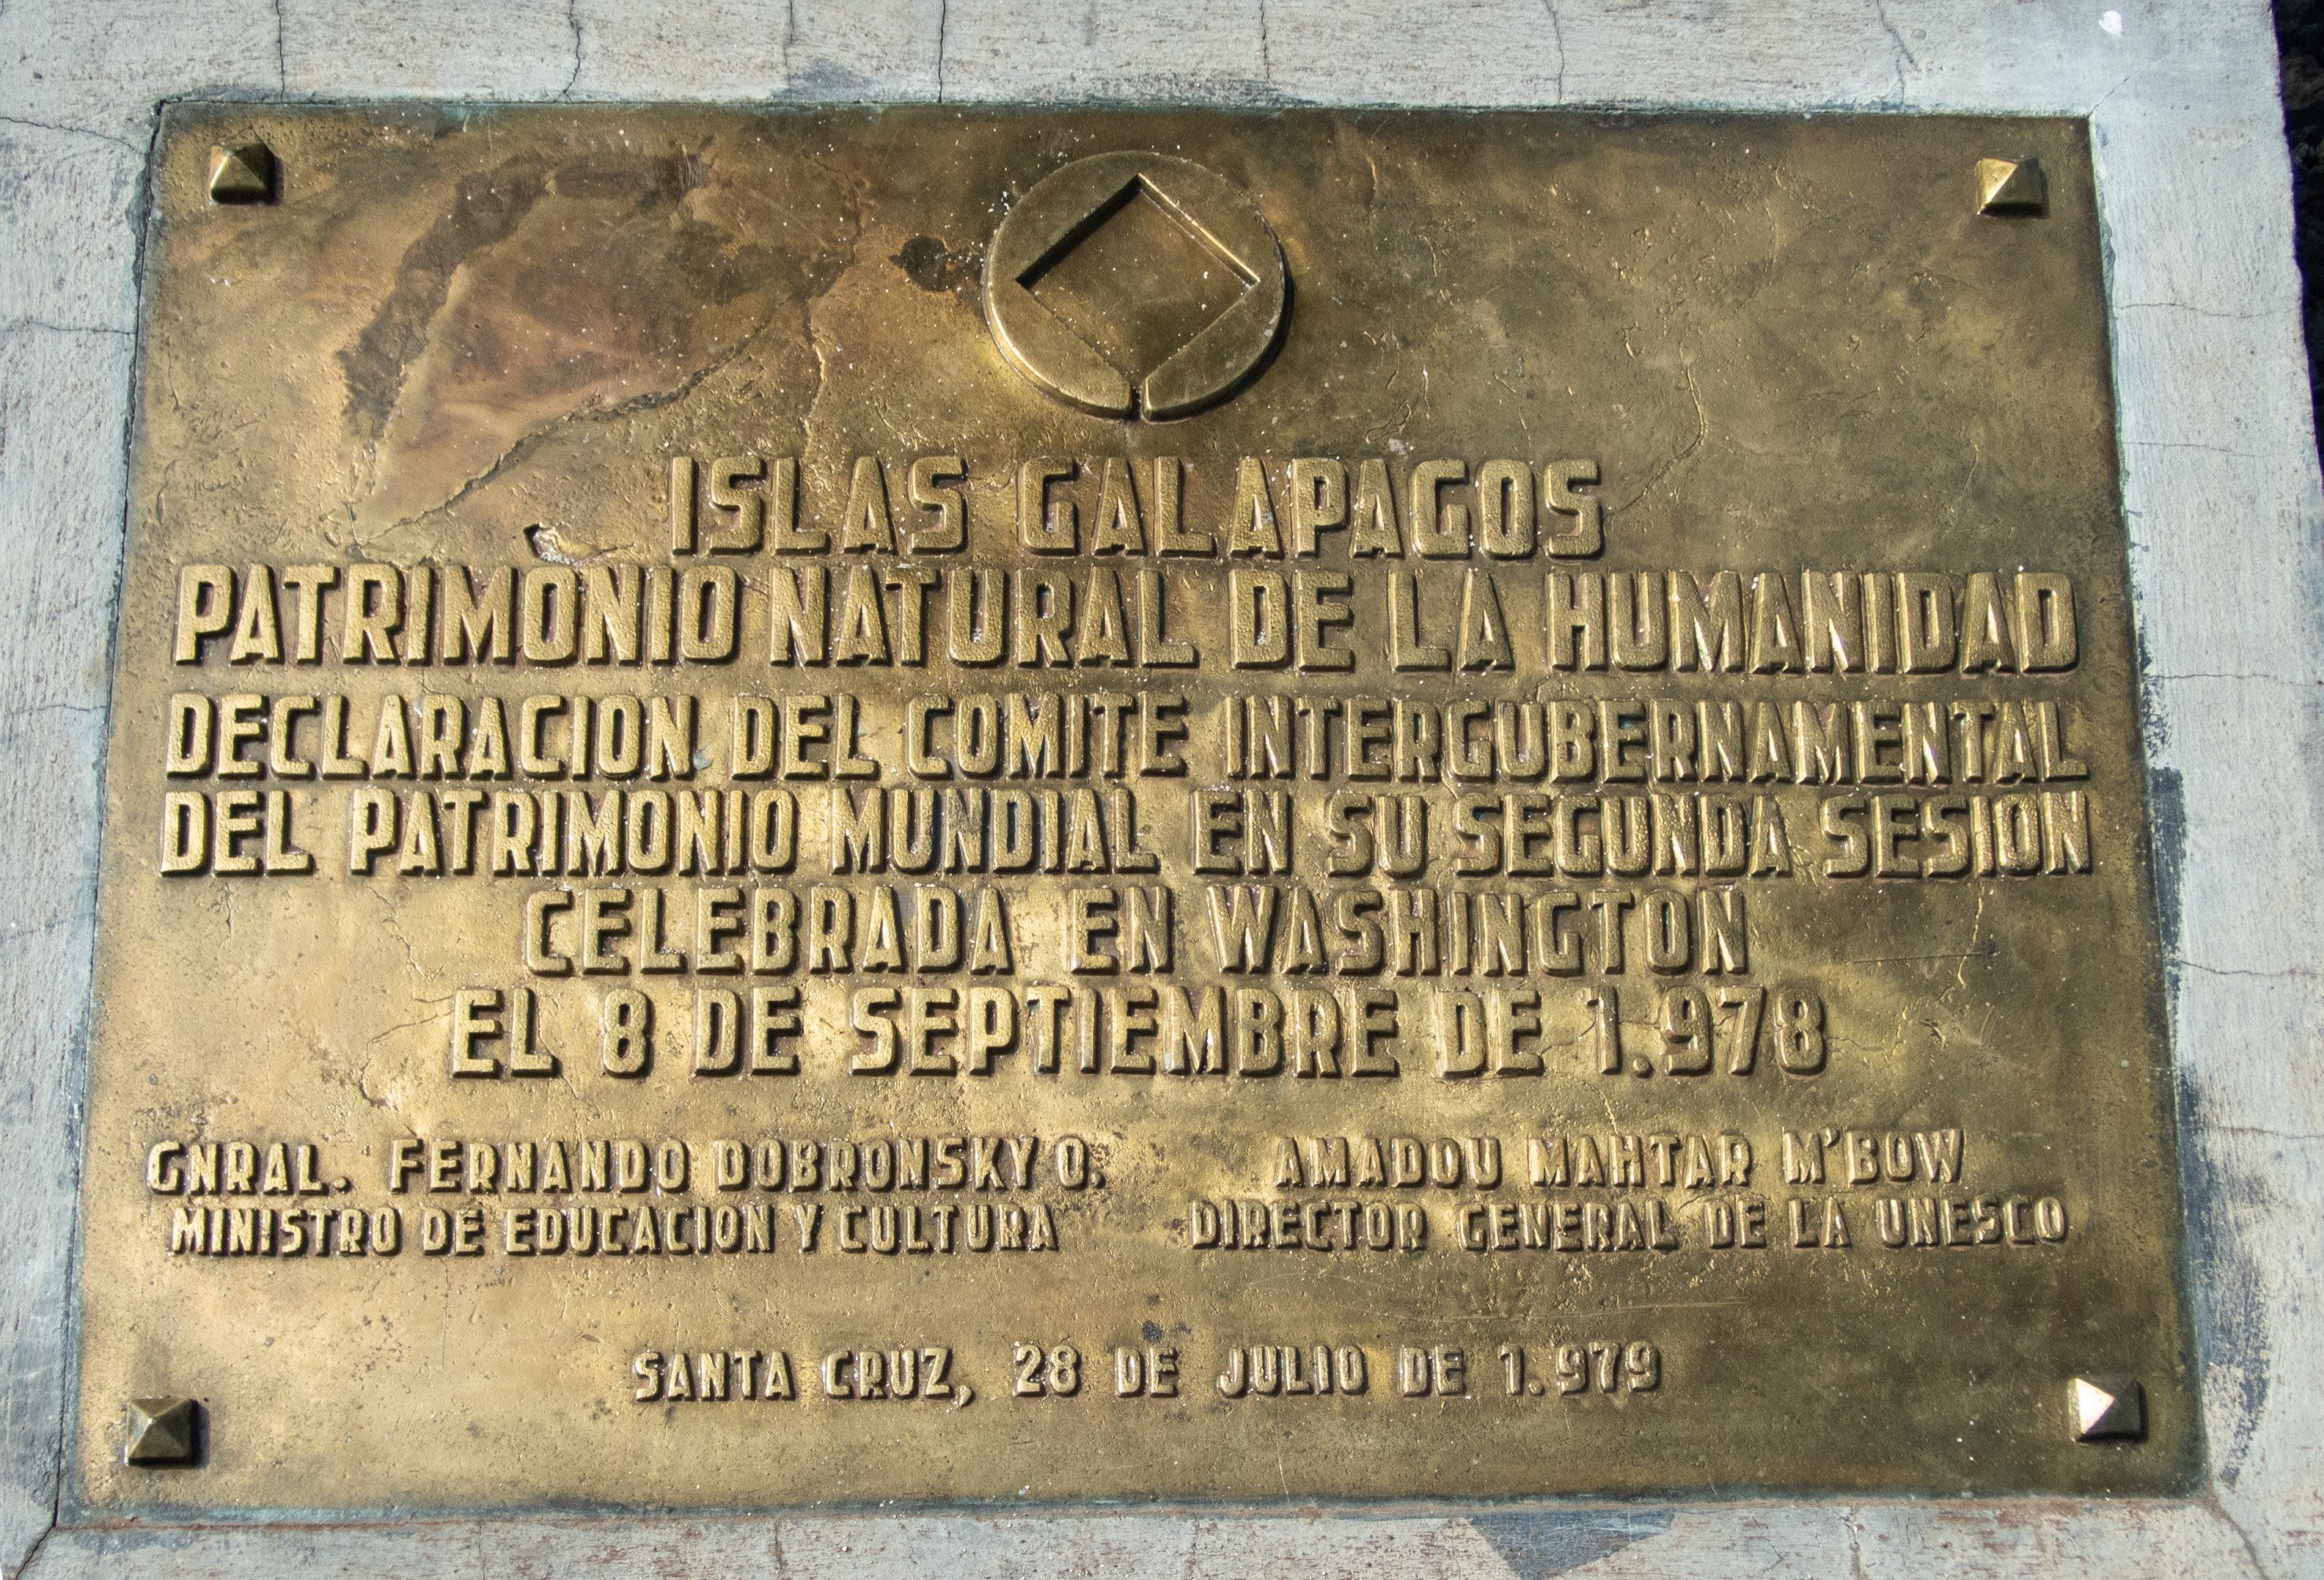 ISLAS GALAPAGOS
PATRIMONIO NATURAL DE LA HUMANIDAD
DECLARACION DEL COMITE INTERGUBERNAMENTAL
DEL PATRIMONIO MUNDIAL EN SU SEGUNDA SESION
CELEBRADA EN WASHINGTON
EL 8 DE SEPTIEMBRE DE 1.978
GNRAL. FERNANDO DOBRONSKY O.
MINISTRO DE EDUCACION Y CULTURA
AMADOU MAHTAR M'BOW
DIRECTOR GENERAL DE LA UNESCO
SANTA CRUZ, 28 DE JULIO DE 1.979